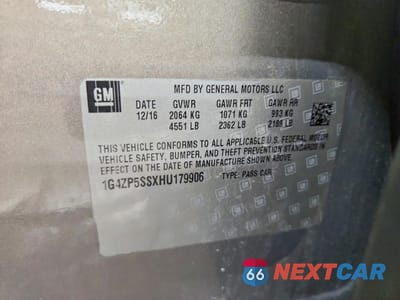 GM
MFD BY GENERAL MOTORS LLC
DATE GVWR GAWR FRT GAWR RR
12/16 2064 KG 1071 KG 993 KG
4551 LB 2362 LB 2189 LB
THIS VEHICLE CONFORMS TO ALL APPLICABLE U.S. FEDERAL MOTOR
VEHICLE SAFETY, BUMPER, AND THEFT PREVENTION STANDARDS IN
EFFECT ON THE DATE OF MANUFACTURE SHOWN ABOVE.
1G4ZP5SSXHU179906
TYPE: PASS CAR
66 NEXTCAR